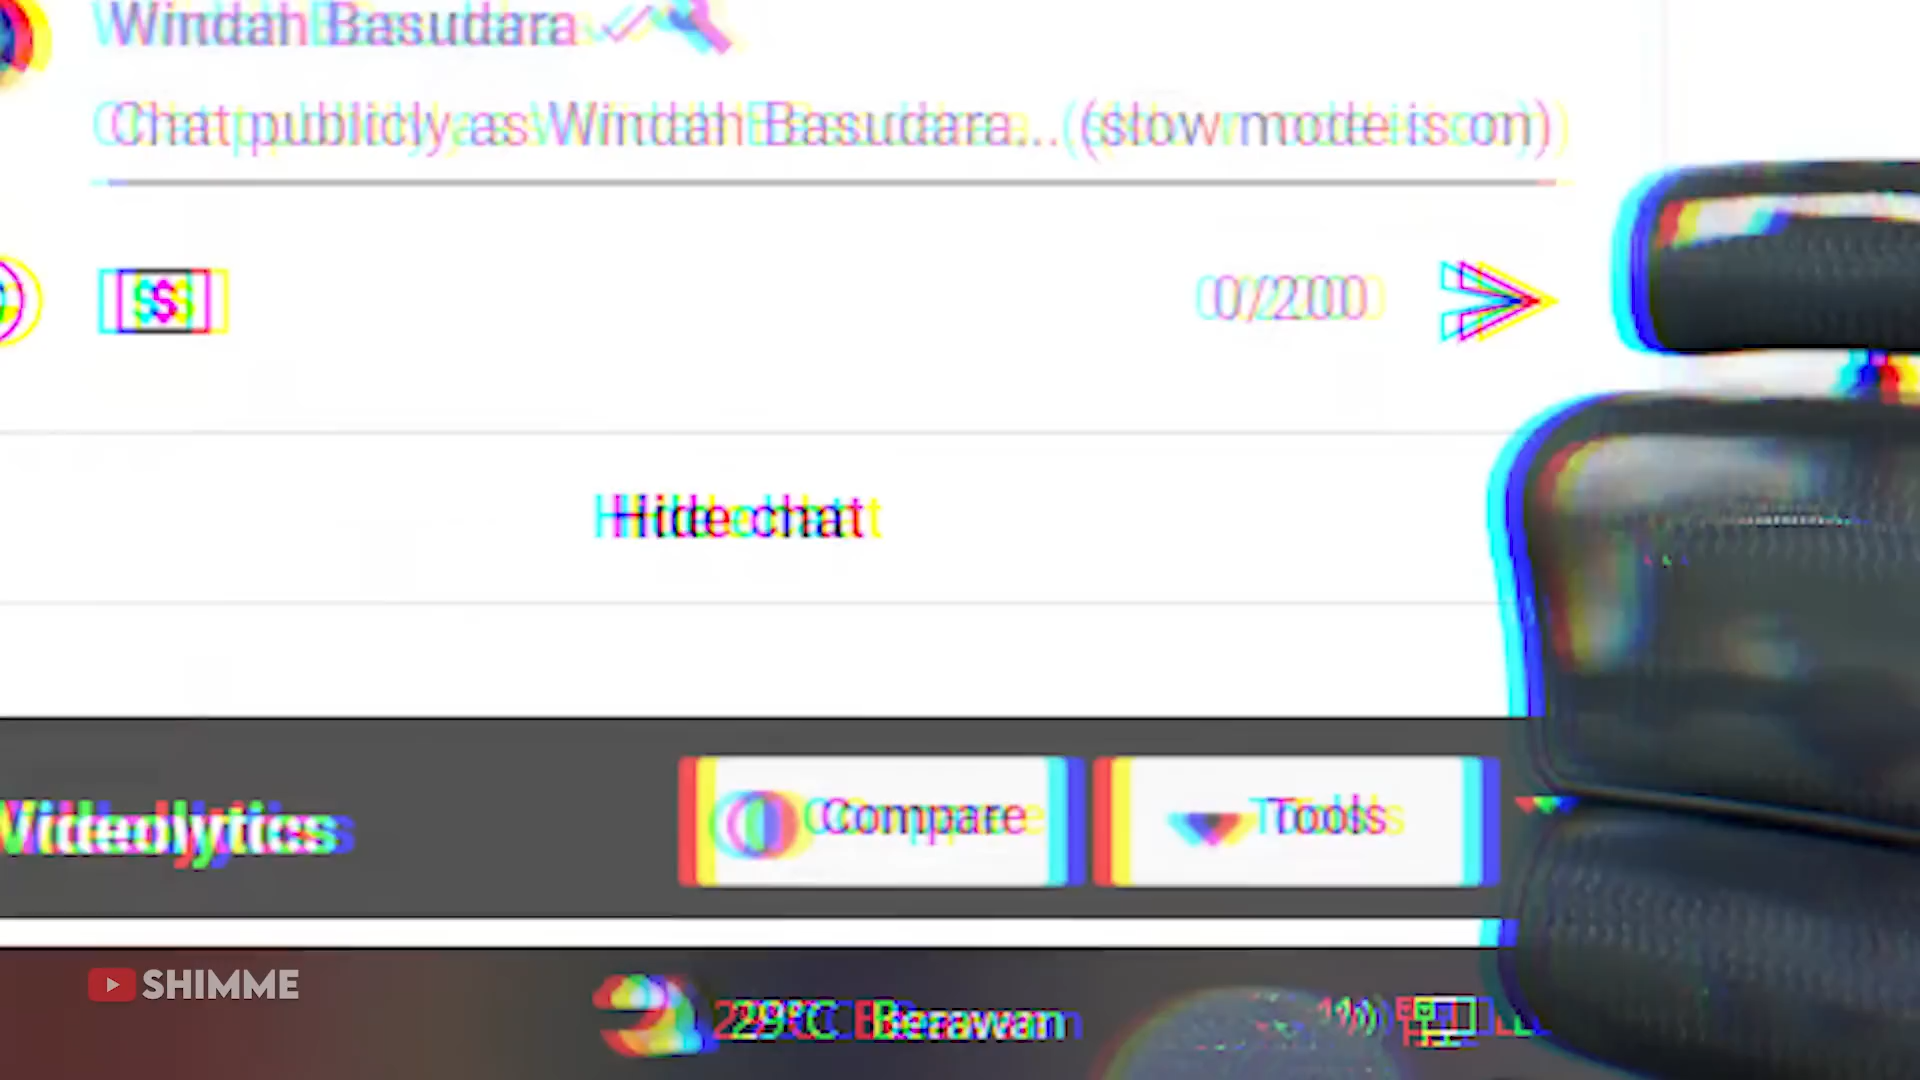 Windah Basudara
Chat publicly as Windah Basudara... (slow mode is on)
$
0/200
Hide chat
Videolytics
Compare
Tools
SHIMME
29°C Berawan